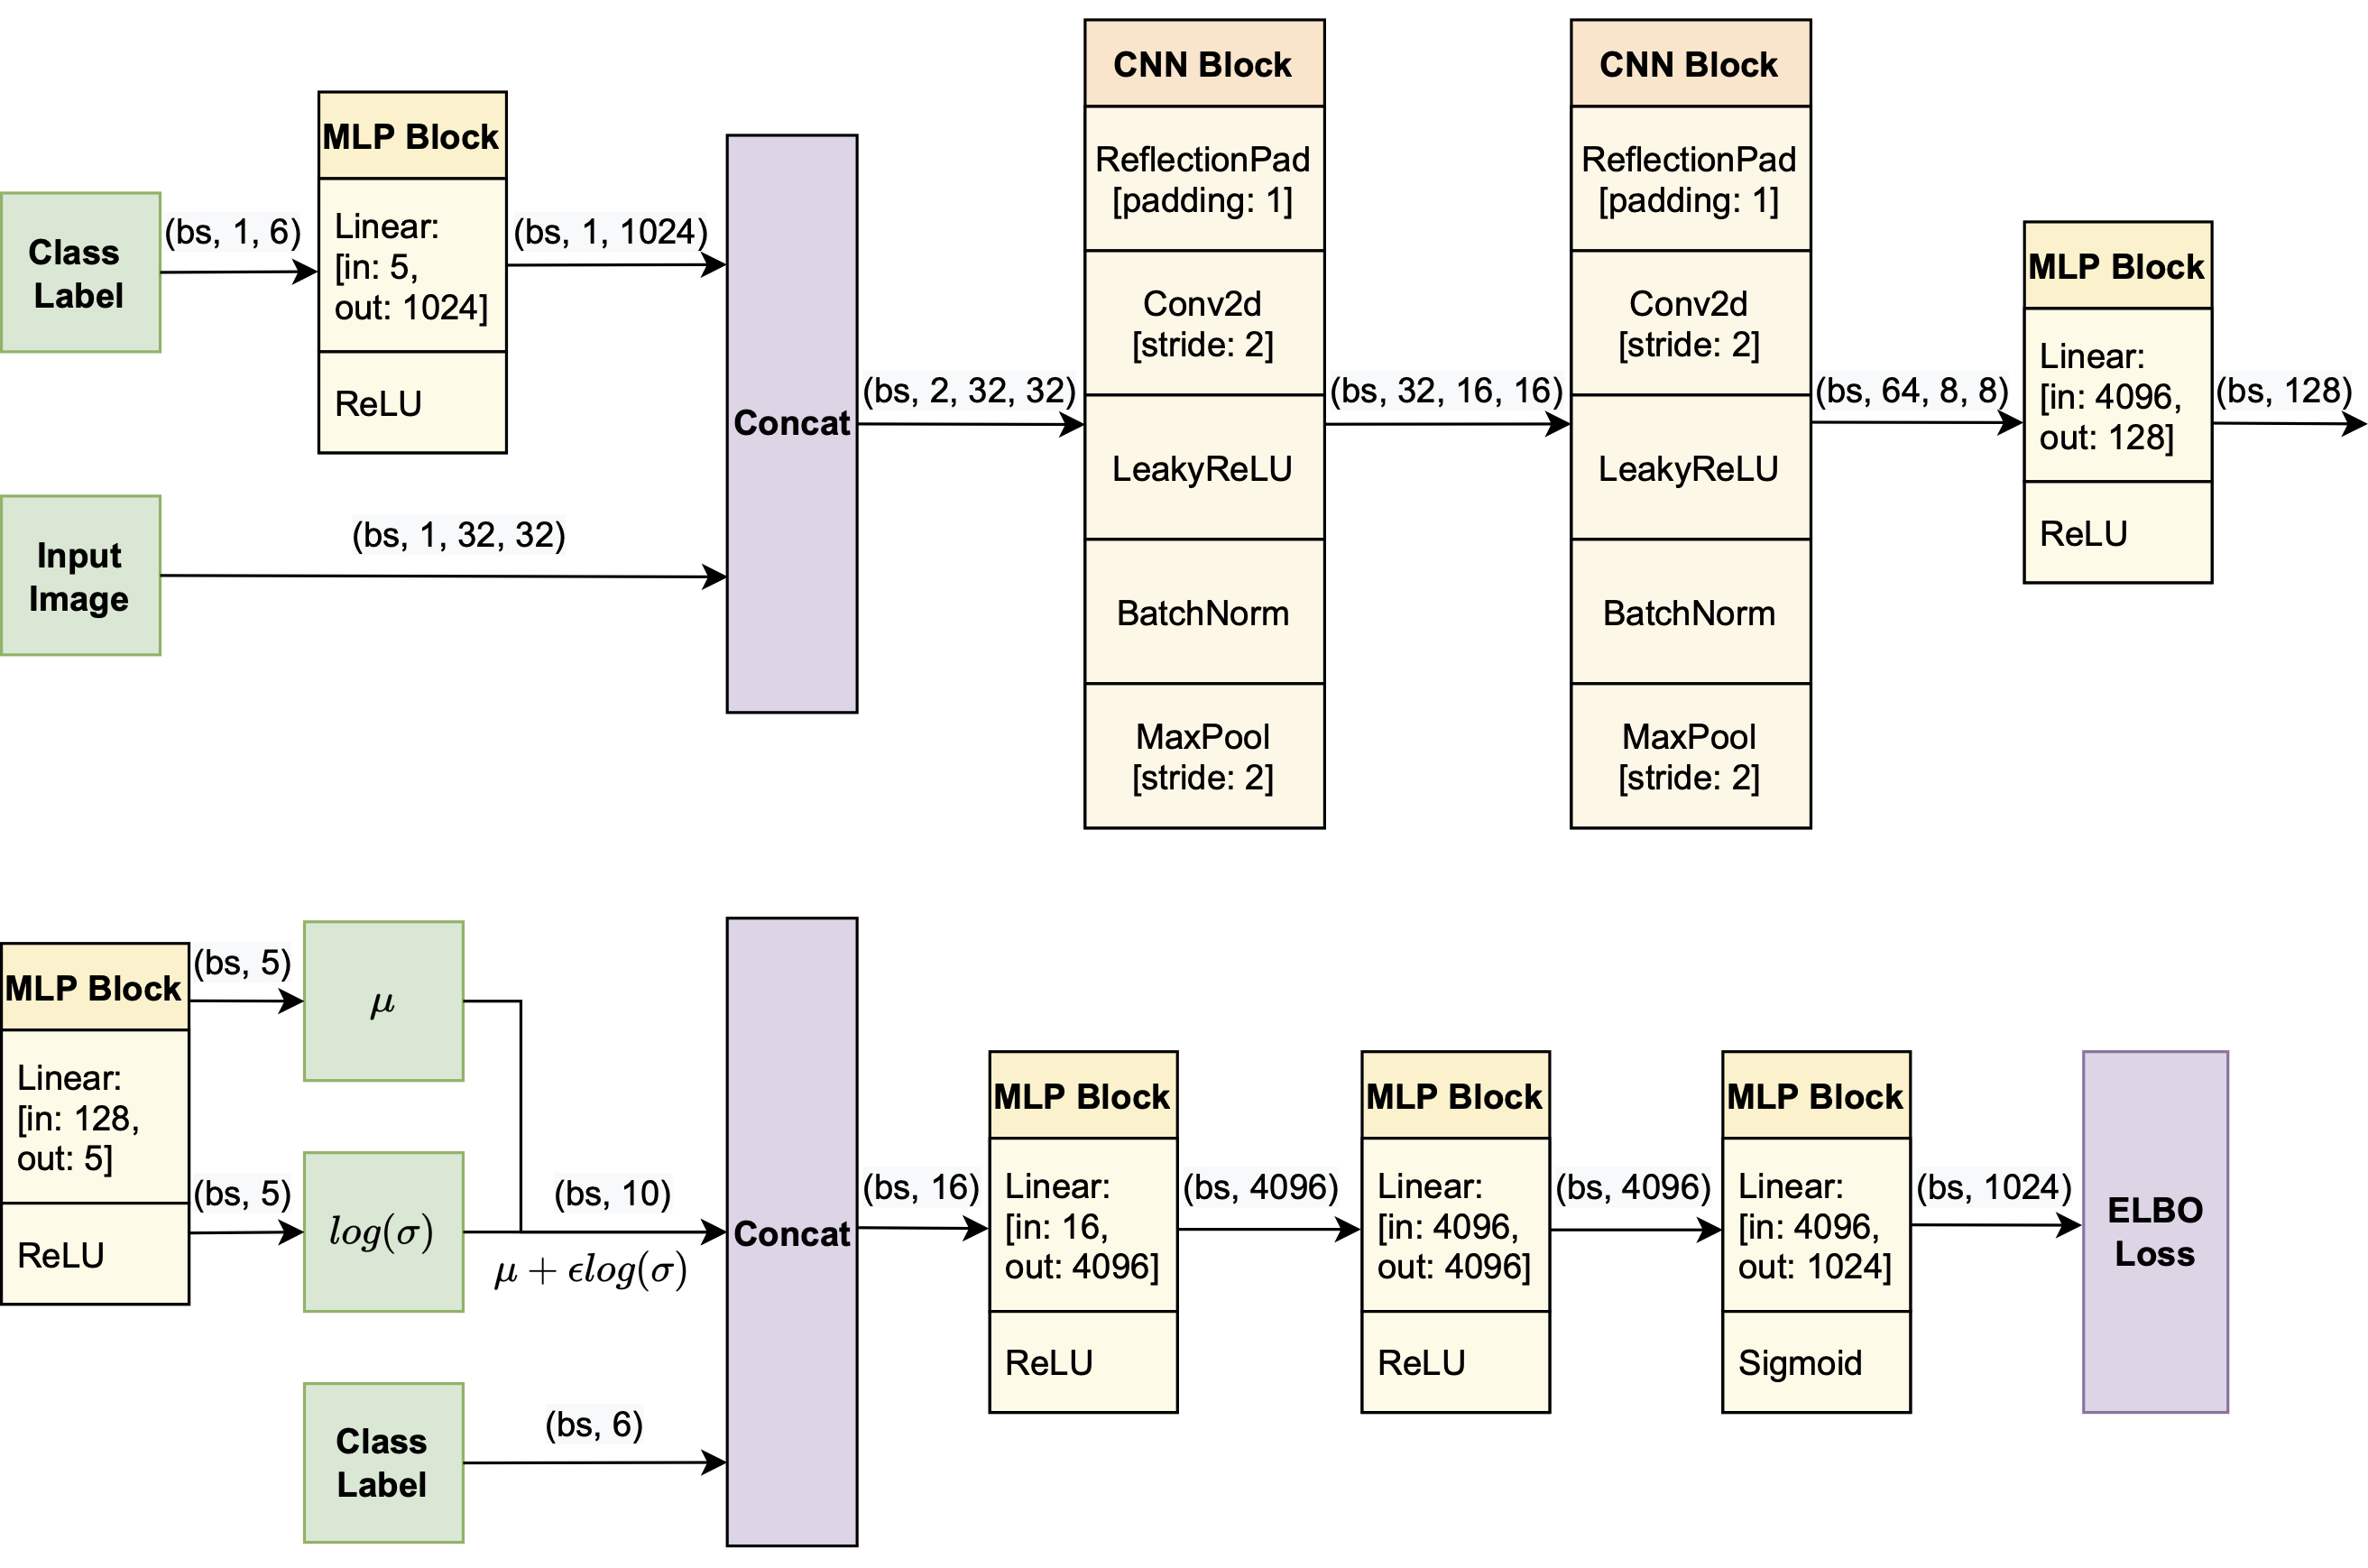 Class
Label
(bs, 1, 6)
MLP Block
Linear:
[in: 5,
out: 1024]
ReLU
(bs, 1, 1024)
Input
Image
(bs, 1, 32, 32)
Concat
(bs, 2, 32, 32)
CNN Block
ReflectionPad
[padding: 1]
Conv2d
[stride: 2]
LeakyReLU
BatchNorm
MaxPool
[stride: 2]
(bs, 32, 16, 16)
CNN Block
ReflectionPad
[padding: 1]
Conv2d
[stride: 2]
LeakyReLU
BatchNorm
MaxPool
[stride: 2]
(bs, 64, 8, 8)
MLP Block
Linear:
[in: 4096,
out: 128]
ReLU
(bs, 128)
MLP Block
Linear:
[in: 128,
out: 5]
ReLU
(bs, 5)
μ
(bs, 5)
log(σ)
(bs, 10)
μ + ϵlog(σ)
Class
Label
(bs, 6)
Concat
(bs, 16)
MLP Block
Linear:
[in: 16,
out: 4096]
ReLU
(bs, 4096)
MLP Block
Linear:
[in: 4096,
out: 4096]
ReLU
(bs, 4096)
MLP Block
Linear:
[in: 4096,
out: 1024]
Sigmoid
(bs, 1024)
ELBO
Loss